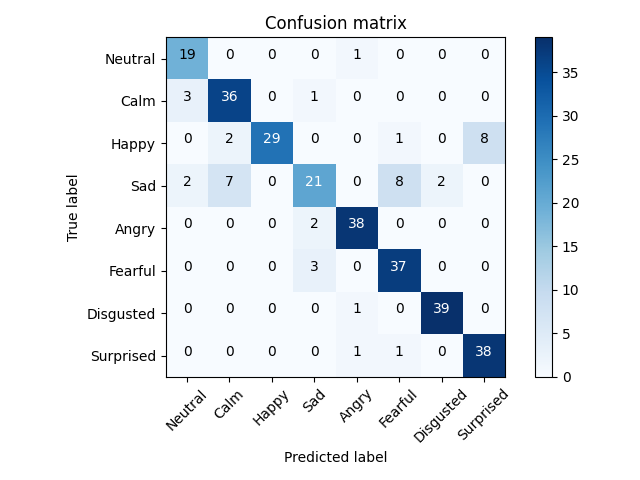 Confusion matrix
True label
Neutral 19 0 0 0 1 0 0 0
Calm 3 36 0 1 0 0 0 0
Happy 0 2 29 0 0 1 0 8
Sad 2 7 0 21 0 8 2 0
Angry 0 0 0 2 38 0 0 0
Fearful 0 0 0 3 0 37 0 0
Disgusted 0 0 0 0 1 0 39 0
Surprised 0 0 0 0 1 1 0 38
Neutral Calm Happy Sad Angry Fearful Disgusted Surprised
Predicted label
35
30
25
20
15
10
5
0